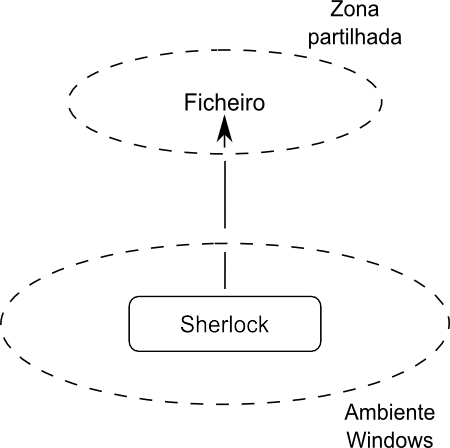 Zona
partilhada
Ficheiro
Sherlock
Ambiente
Windows